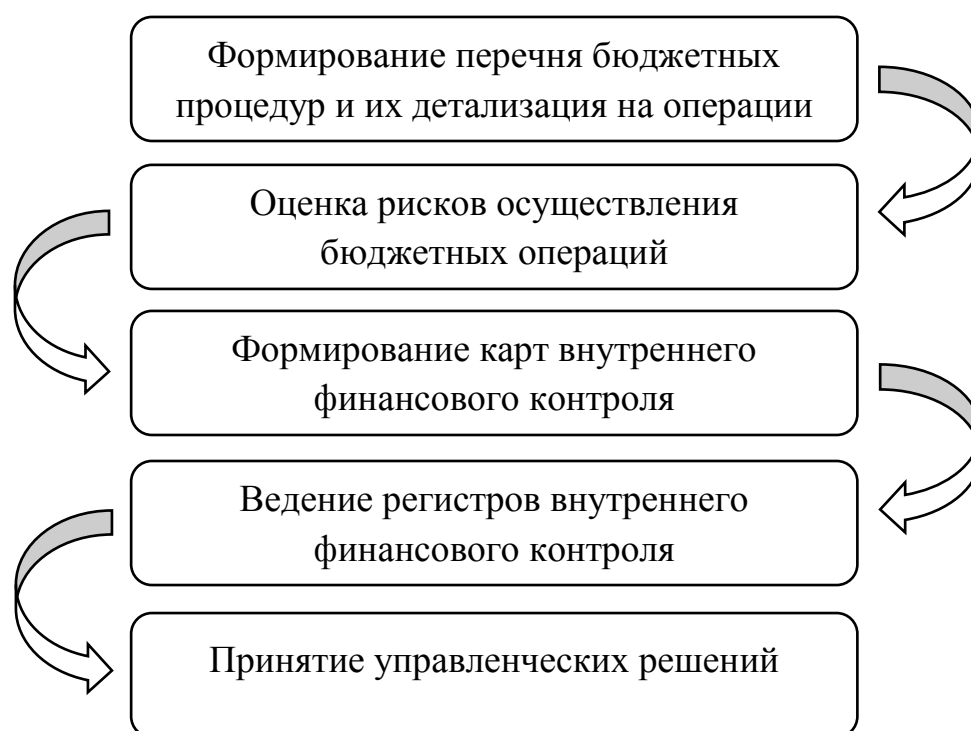 Формирование перечня бюджетных
процедур и их детализация на операции
Оценка рисков осуществления
бюджетных операций
Формирование карт внутреннего
финансового контроля
Ведение регистров внутреннего
финансового контроля
Принятие управленческих решений